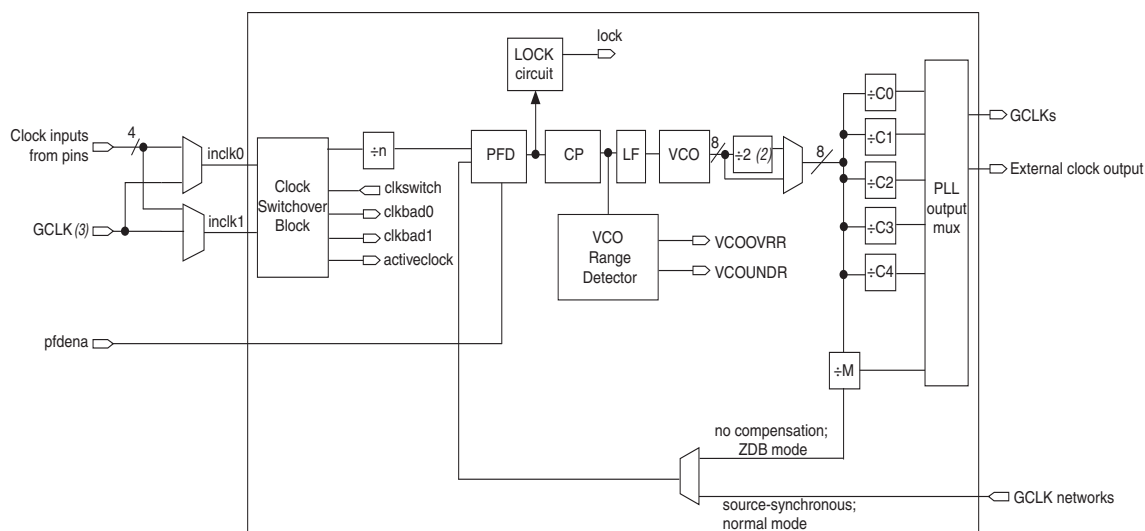 lock
LOCK
circuit
4
Clock inputs
from pins
inclk0
÷n
PFD
CP
LF
VCO
8
÷2 (2)
8
÷C0
÷C1
÷C2
÷C3
÷C4
PLL
output
mux
GCLKs
External clock output
Clock
Switchover
Block
clkswitch
clkbad0
clkbad1
activeclock
GCLK (3)
inclk1
VCO
Range
Detector
VCOOVRR
VCOUNDR
pfdena
÷M
no compensation;
ZDB mode
source-synchronous;
normal mode
GCLK networks